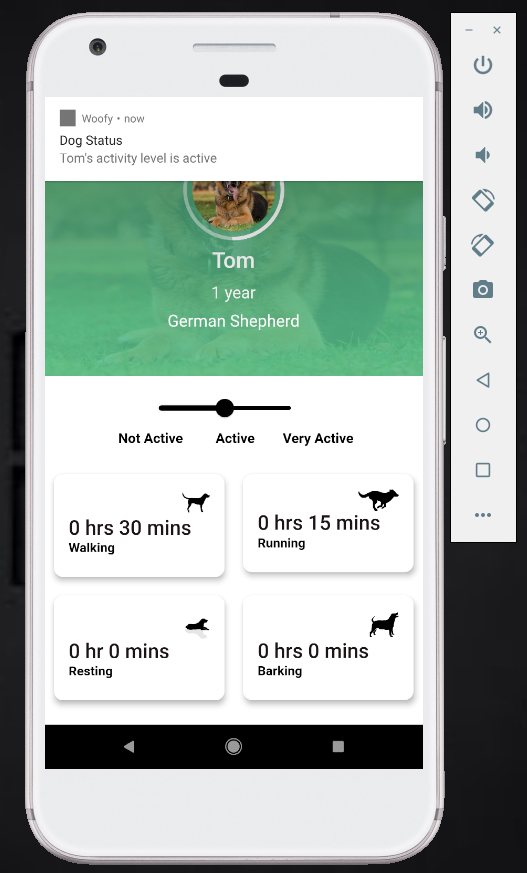 Woofy • now
Dog Status
Tom's activity level is active
Tom
1 year
German Shepherd
Not Active Active Very Active
0 hrs 30 mins
Walking
0 hrs 15 mins
Running
0 hr 0 mins
Resting
0 hrs 0 mins
Barking